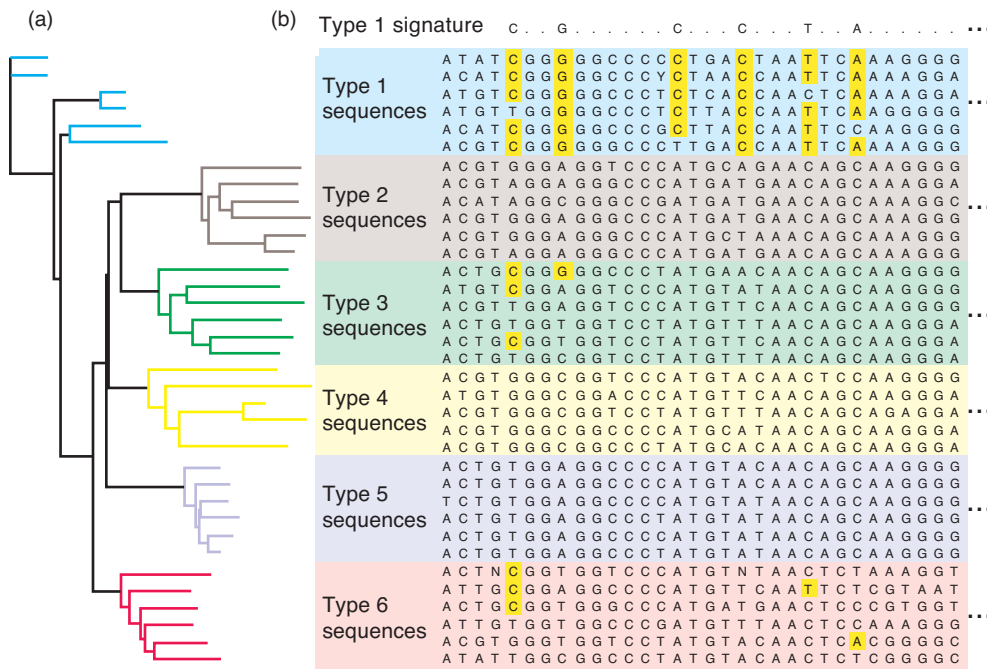 (a)
(b)
Type 1 signature C . . G . . . . . . C . . . C . . . T . . A . . . . . . ...
Type 1 sequences
A T A T C G G G G G C C C C C T G A C T A A T T C A A A G G G G
A C A T C G G G G G C C C Y C T A A C C A A T T C A A A G G G A
A T G T C G G G G G C C C T C T C A C C A A C T C A A A G G G A
A T G T T G G G G G C C C T C T T A C C A A T T C A A G G G G G
A C A T C G G G G G C C C G C T T A C C A A T T C C A A G G G G
A C G T C G G G G G C C C C T T G A C C A A T T C A A A G G G G
...
Type 2 sequences
A C G T G G G A G G T C C C A T G C A G A A C A G C A A G G G G
A C G T A G G A G G G C C C A T G A T G A A C A G C A A A G G A
A C A T A G G C G G G C C G A T G A T G A A C A G C A A A G G C
A C G T G G G A G G G C C C A T G A T G A A C A G C A A G G G G
A C G T G G G A G G G C C C A T G C T A A A C A G C A A A G G G
A C G T A G G A G G G C C C A T G A T G A A C A G C A A A G G G
...
Type 3 sequences
A C T G C G G G G G C C C T A T G A A C A A C A G C A A G G G G
A T G T C G G A G G T C C C A T G T A T A A C A G C A A G G G G
A C G T T G G A G G T C C C A T G T T C A A C A G C A A G G G G
A C T G T G G T G G T C C T A T G T T T A A C A G C A A G G G A
A C T G C G G T G G T C C T A T G T T T A A C A G C A A G G G A
A C T G T G G C G G T C C T A T G T T T A A C A G C A A G G G A
...
Type 4 sequences
A C G T G G G C G G T C C C A T G T A C A A C T C C A A G G G G
A T G T G G G C G G A C C C A T G T T C A A C A G C A A G G G A
A C G T G G G C G G T C C T A T G T T T A A C A G C A G A G G A
A C G T G G G C G G G C C C A T G C A T A A C A G C A A G G G G
A C G T G G G C G G C C C T A T G C A C A A C A G C A A G G G A
...
Type 5 sequences
A C T G T G G A G G C C C C A T G T A C A A C A G C A A G G G G
A C T G T G G A G G C C C C A T G T A C A A C A G C A A G G G G
T C T G T G G A G G C C C C A T G T A T A A C A G C A A G G G G
A C T G T G G A G G C C C T A T G T A T A A C A G C A A G G G G
A C T G T G G A G G C C C C A T G T A C A A C A G C A A G G G G
A C T G T G G A G G C C C T A T G T A T A A C A G C A A G G G G
...
Type 6 sequences
A C T N C G G T G G T C C C A T G T N T A A C T C T A A A G G T
A T T G C G G A G G C C C C A T G T T C A A T T C T C G T A A T
A C T G C G G T G G G C C C A T G A T G A A C T C C C G T G G T
A T T G T G G T G G C C C C A T G T T T A A C T C C A A G G G G
A C G T G G G T G G T C C T A T G T A C A A C T C A C G G G G C
A T A T T G G C G G G C C C A T G T A C A A C T C T C G G G G C
...